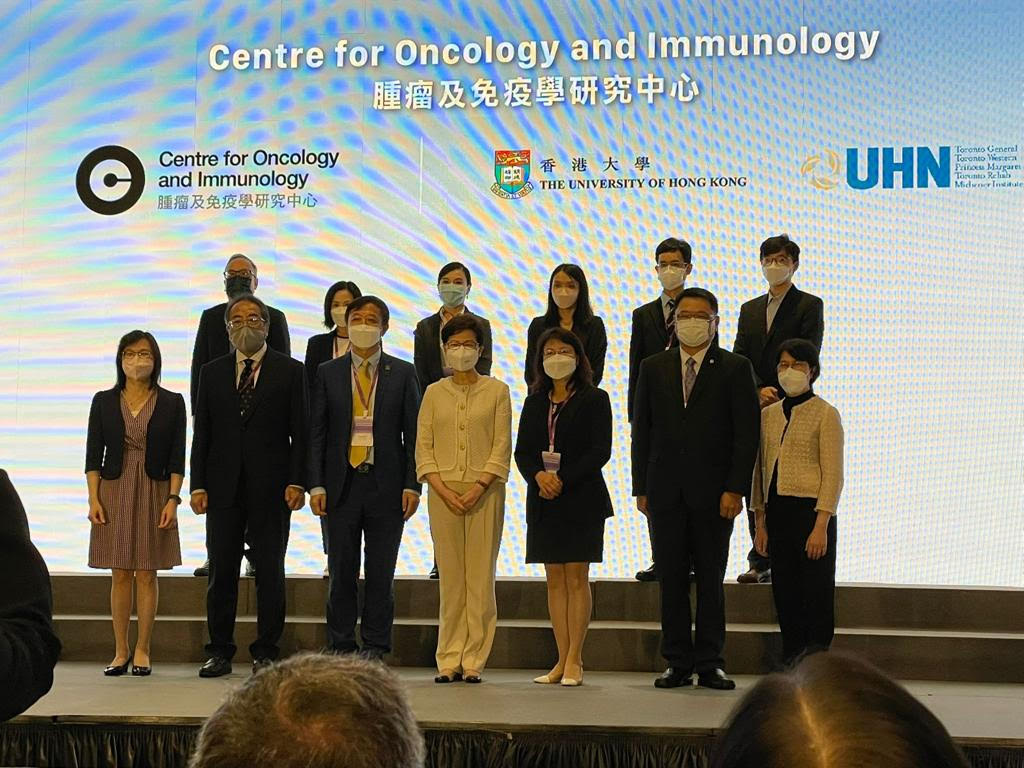 Centre for Oncology and Immunology
腫瘤及免疫學研究中心
Centre for Oncology
and Immunology
腫瘤及免疫學研究中心
香港大學
THE UNIVERSITY OF HONG KONG
UHN
Toronto General
Toronto Western
Princess Margaret
Toronto Rehab
Michener Institute